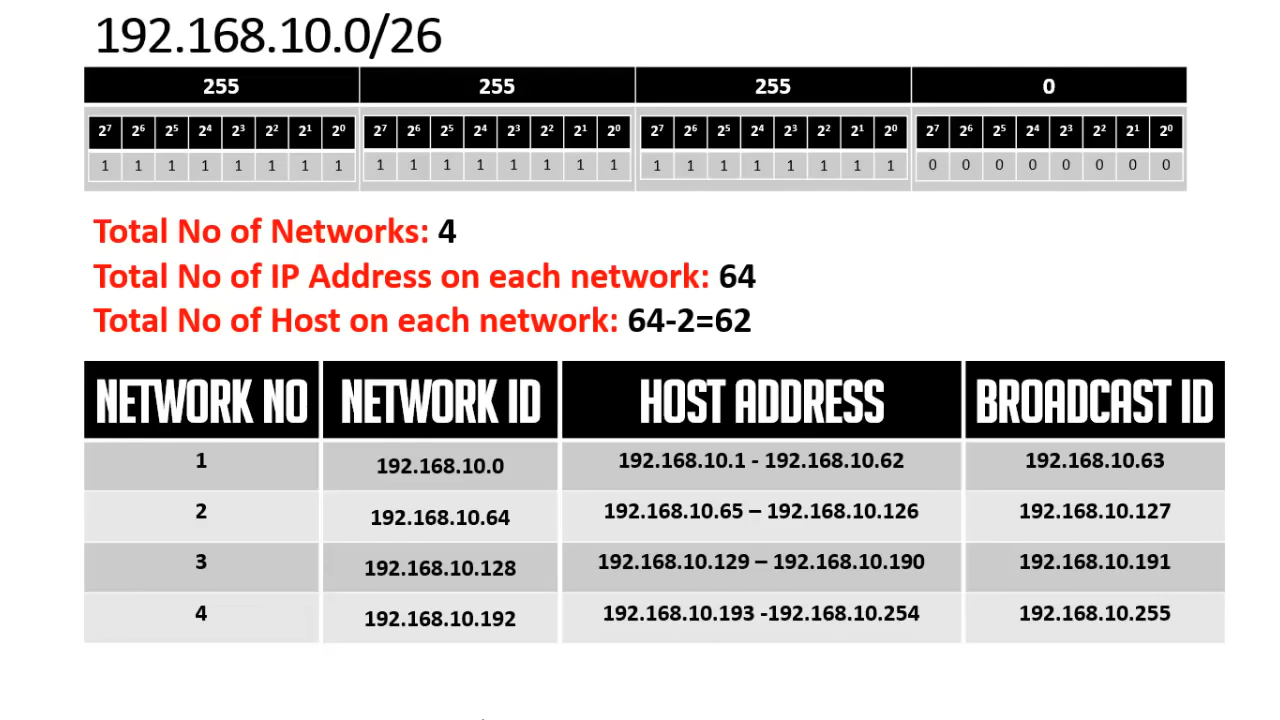 192.168.10.0/26
255 255 255 0
2⁷ 2⁶ 2⁵ 2⁴ 2³ 2² 2¹ 2⁰ 2⁷ 2⁶ 2⁵ 2⁴ 2³ 2² 2¹ 2⁰ 2⁷ 2⁶ 2⁵ 2⁴ 2³ 2² 2¹ 2⁰ 2⁷ 2⁶ 2⁵ 2⁴ 2³ 2² 2¹ 2⁰
1 1 1 1 1 1 1 1 1 1 1 1 1 1 1 1 1 1 1 1 1 1 1 1 0 0 0 0 0 0 0 0
Total No of Networks: 4
Total No of IP Address on each network: 64
Total No of Host on each network: 64-2=62
NETWORK NO NETWORK ID HOST ADDRESS BROADCAST ID
1 192.168.10.0 192.168.10.1 - 192.168.10.62 192.168.10.63
2 192.168.10.64 192.168.10.65 – 192.168.10.126 192.168.10.127
3 192.168.10.128 192.168.10.129 – 192.168.10.190 192.168.10.191
4 192.168.10.192 192.168.10.193 -192.168.10.254 192.168.10.255